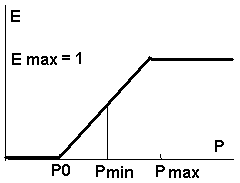 E
E max = 1
P
P0 Pmin P max